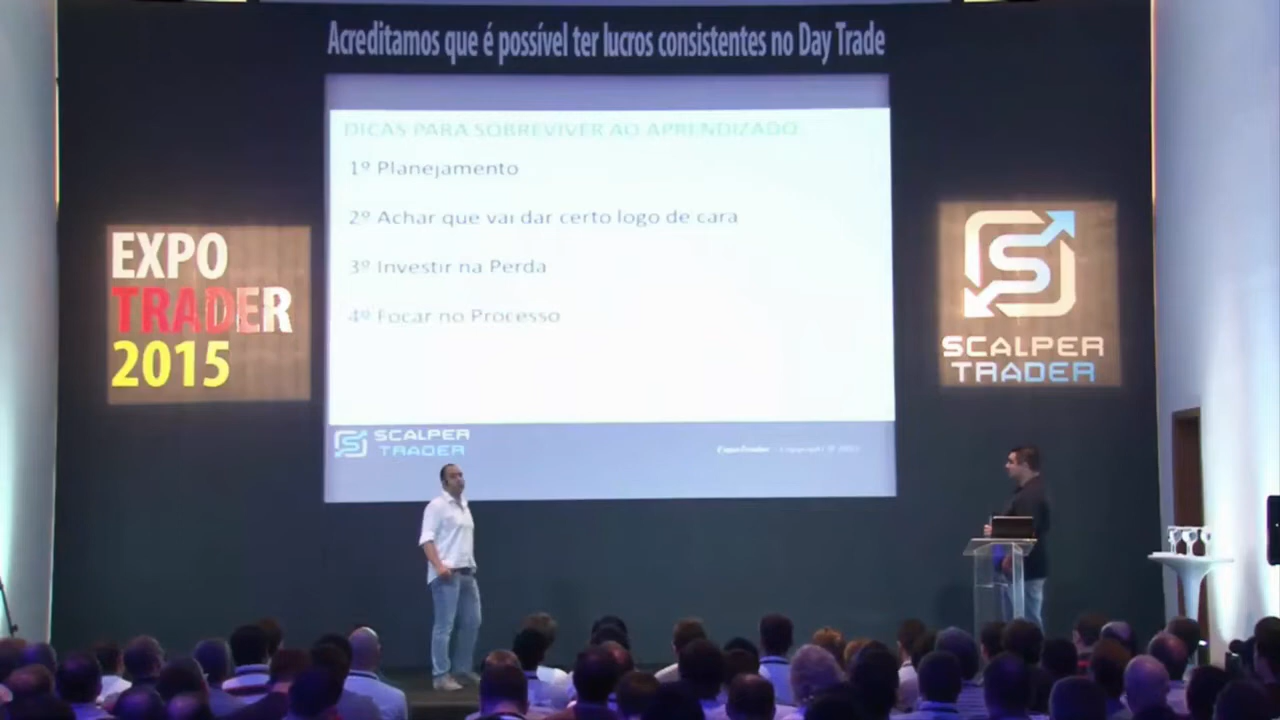 Acreditamos que é possível ter lucros consistentes no Day Trade
DICAS PARA SOBREVIVER AO APRENDIZADO
1º Planejamento
2º Achar que vai dar certo logo de cara
3º Investir na Perda
4º Focar no Processo
SCALPER
TRADER
EXPO
TRADER
2015
SCALPER
TRADER